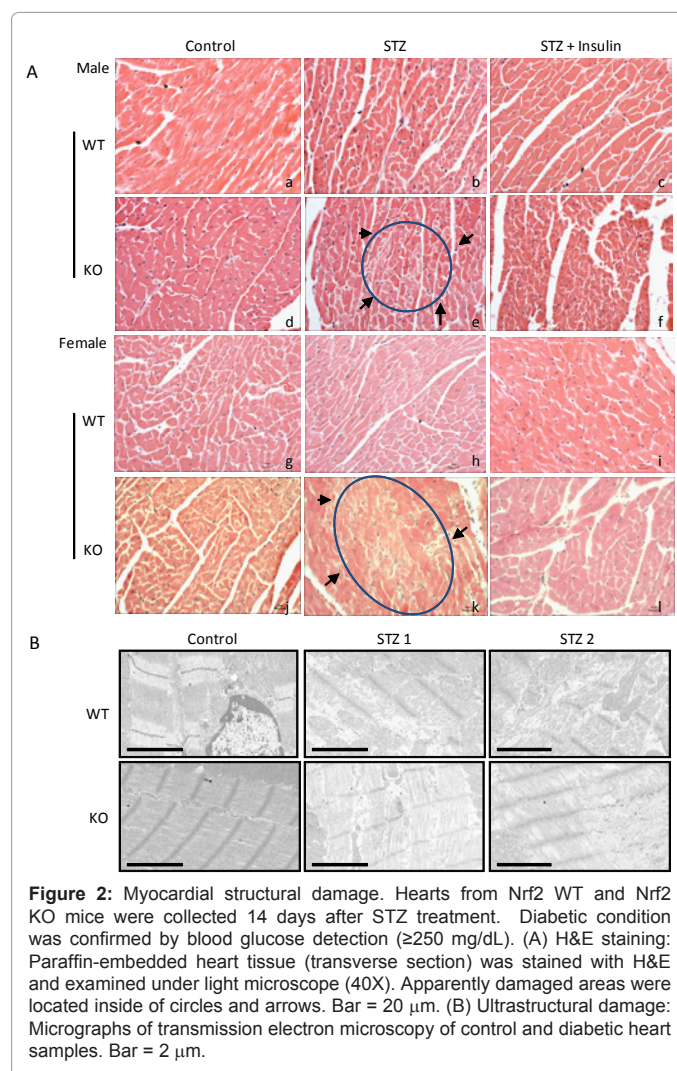 Control STZ STZ + Insulin
A Male
WT
a b c
KO
d e f
Female
WT
g h i
KO
j k l
B Control STZ 1 STZ 2
WT
KO
Figure 2: Myocardial structural damage. Hearts from Nrf2 WT and Nrf2
KO mice were collected 14 days after STZ treatment. Diabetic condition
was confirmed by blood glucose detection (≥250 mg/dL). (A) H&E staining:
Paraffin-embedded heart tissue (transverse section) was stained with H&E
and examined under light microscope (40X). Apparently damaged areas were
located inside of circles and arrows. Bar = 20 μm. (B) Ultrastructural damage:
Micrographs of transmission electron microscopy of control and diabetic heart
samples. Bar = 2 μm.